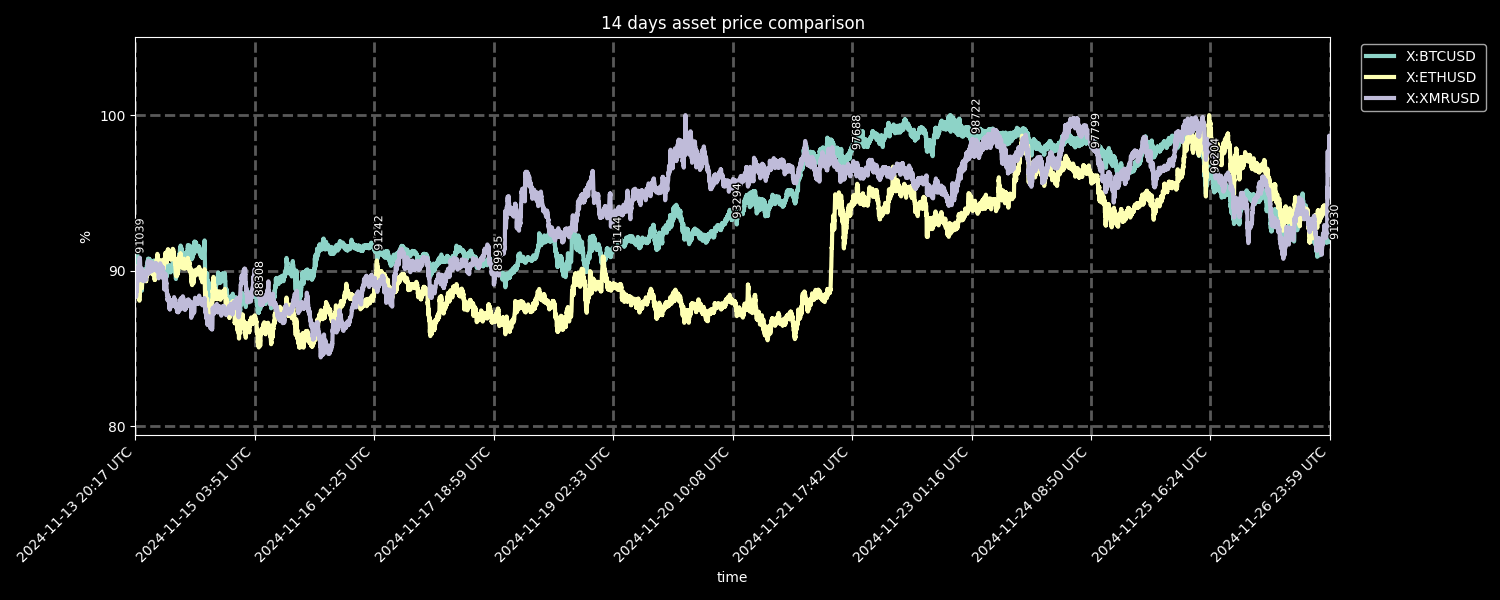 14 days asset price comparison
X:BTCUSD
X:ETHUSD
X:XMRUSD
%
100
90
80
91039
88308
91242
89935
91144
93294
97688
98722
97799
96204
91930
2024-11-13 20:17 UTC
2024-11-15 03:51 UTC
2024-11-16 11:25 UTC
2024-11-17 18:59 UTC
2024-11-19 02:33 UTC
2024-11-20 10:08 UTC
2024-11-21 17:42 UTC
2024-11-23 01:16 UTC
2024-11-24 08:50 UTC
2024-11-25 16:24 UTC
2024-11-26 23:59 UTC
time